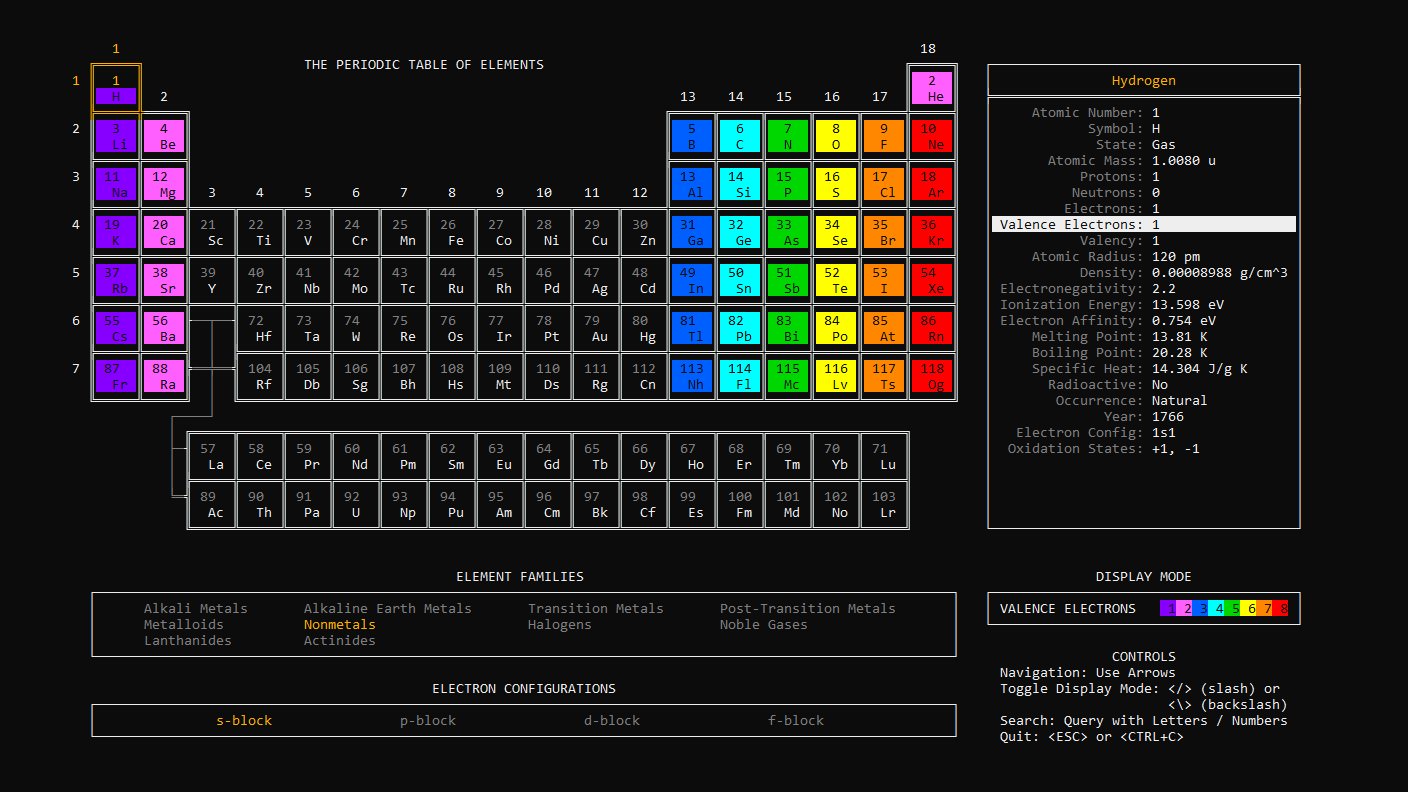 1 18
THE PERIODIC TABLE OF ELEMENTS
1 1 2 Hydrogen
H 2 13 14 15 16 17 He
Atomic Number: 1
2 3 4 5 6 7 8 9 10 Symbol: H
Li Be B C N O F Ne State: Gas
Atomic Mass: 1.0080 u
3 11 12 13 14 15 16 17 18 Protons: 1
Na Mg 3 4 5 6 7 8 9 10 11 12 Al Si P S Cl Ar Neutrons: 0
Electrons: 1
4 19 20 21 22 23 24 25 26 27 28 29 30 31 32 33 34 35 36 Valence Electrons: 1
K Ca Sc Ti V Cr Mn Fe Co Ni Cu Zn Ga Ge As Se Br Kr Valency: 1
Atomic Radius: 120 pm
5 37 38 39 40 41 42 43 44 45 46 47 48 49 50 51 52 53 54 Density: 0.00008988 g/cm^3
Rb Sr Y Zr Nb Mo Tc Ru Rh Pd Ag Cd In Sn Sb Te I Xe Electronegativity: 2.2
Ionization Energy: 13.598 eV
6 55 56 72 73 74 75 76 77 78 79 80 81 82 83 84 85 86 Electron Affinity: 0.754 eV
Cs Ba Hf Ta W Re Os Ir Pt Au Hg Tl Pb Bi Po At Rn Melting Point: 13.81 K
Boiling Point: 20.28 K
7 87 88 104 105 106 107 108 109 110 111 112 113 114 115 116 117 118 Specific Heat: 14.304 J/g K
Fr Ra Rf Db Sg Bh Hs Mt Ds Rg Cn Nh Fl Mc Lv Ts Og Radioactive: No
Occurrence: Natural
Year: 1766
Electron Config: 1s1
57 58 59 60 61 62 63 64 65 66 67 68 69 70 71 Oxidation States: +1, -1
La Ce Pr Nd Pm Sm Eu Gd Tb Dy Ho Er Tm Yb Lu
89 90 91 92 93 94 95 96 97 98 99 100 101 102 103
Ac Th Pa U Np Pu Am Cm Bk Cf Es Fm Md No Lr
ELEMENT FAMILIES
Alkali Metals Alkaline Earth Metals Transition Metals Post-Transition Metals
Metalloids Nonmetals Halogens Noble Gases
Lanthanides Actinides
ELECTRON CONFIGURATIONS
s-block p-block d-block f-block
DISPLAY MODE
VALENCE ELECTRONS 1 2 3 4 5 6 7 8
CONTROLS
Navigation: Use Arrows
Toggle Display Mode: </> (slash) or
<\> (backslash)
Search: Query with Letters / Numbers
Quit: <ESC> or <CTRL+C>